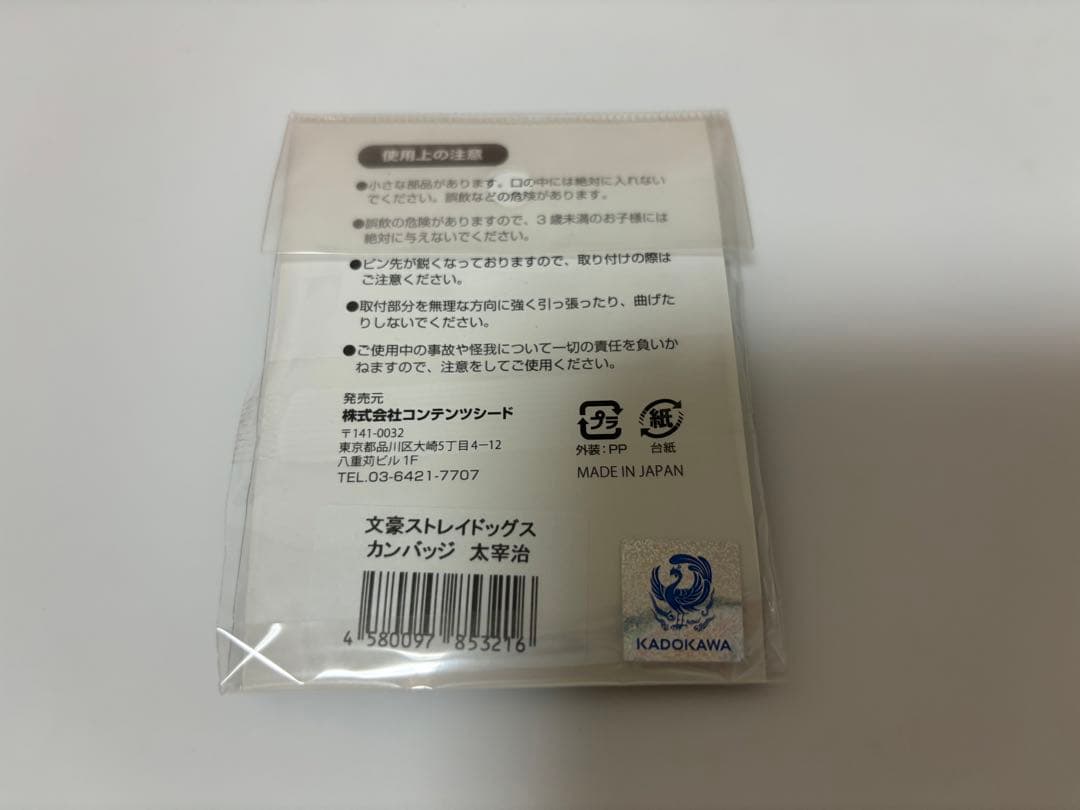 使用上の注意
●小さな部品があります。口の中には絶対に入れない
でください。誤飲などの危険があります。
●誤飲の危険がありますので、3歳未満のお子様には
絶対に与えないでください。
●ピン先が鋭くなっておりますので、取り付けの際は
ご注意ください。
●取付部分を無理な方向に強く引っ張ったり、曲げた
りしないでください。
●ご使用中の事故や怪我について一切の責任を負いか
ねますので、注意をしてご使用ください。
発売元
株式会社コンテンツシード
〒141-0032
東京都品川区大崎5丁目4-12
八重苅ビル1F
TEL.03-6421-7707
プラ
外装:PP
紙
台紙
MADE IN JAPAN
文豪ストレイドッグス
カンバッジ 太宰治
4 580097 853216
KADOKAWA